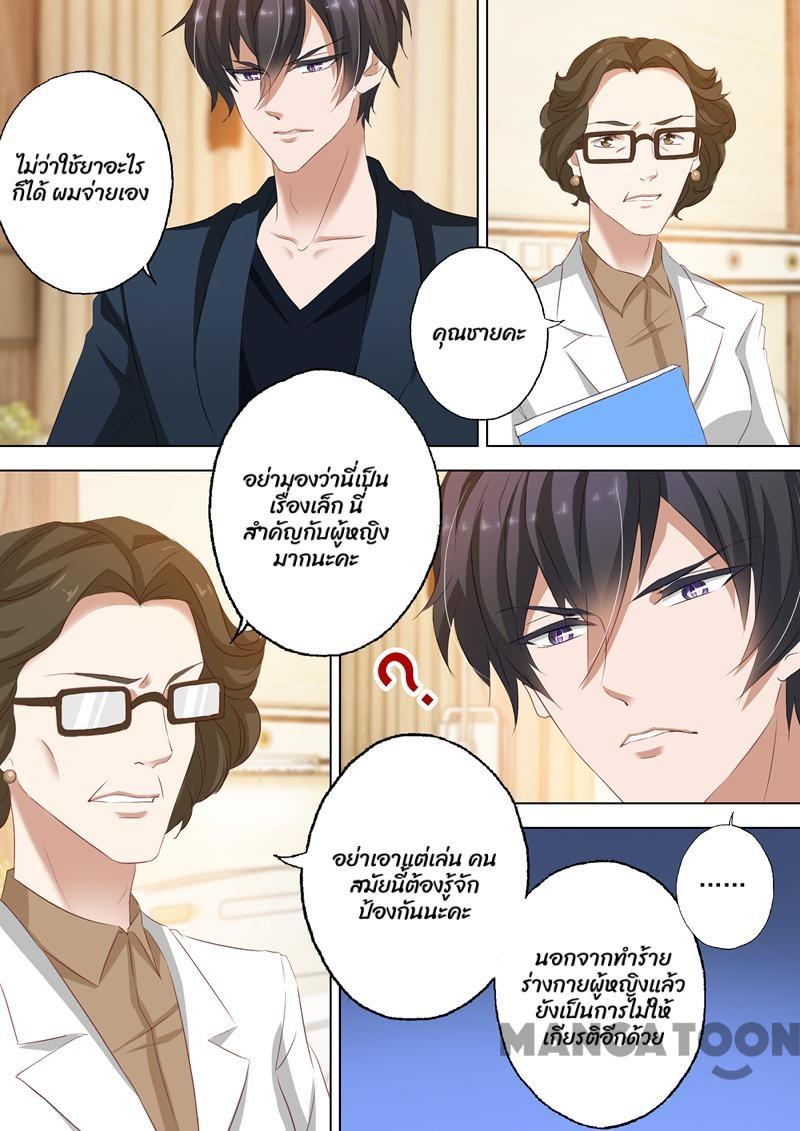 ไม่ว่าใช้ยาอะไร
ก็ได้ ผมจ่ายเอง
คุณชายคะ
อย่ามองว่านี่เป็น
เรื่องเล็ก นี่
สำคัญกับผู้หญิง
มากนะคะ
?
อย่าเอาแต่เล่น คน
สมัยนี้ต้องรู้จัก
ป้องกันนะคะ
......
นอกจากทำร้าย
ร่างกายผู้หญิงแล้ว
ยังเป็นการไม่ให้
เกียรติอีกด้วย
MANGATOON